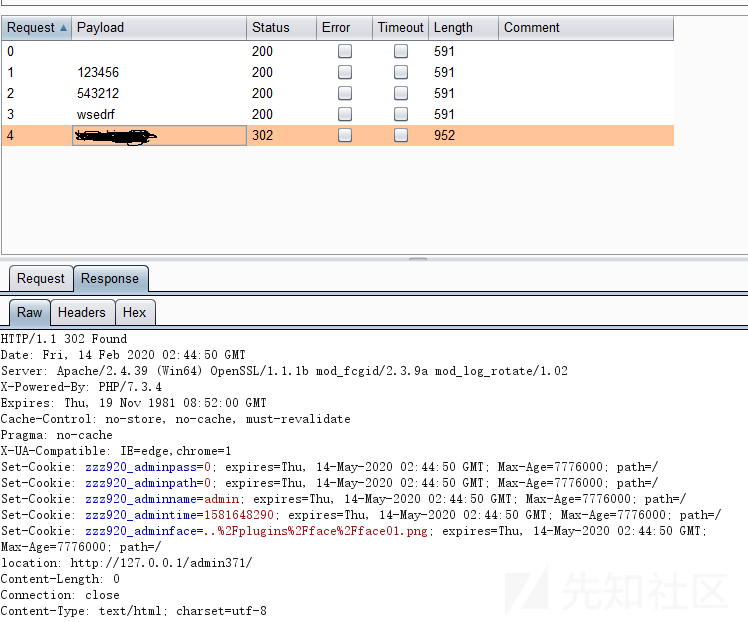 Request Payload Status Error Timeout Length Comment
0 200 591
1 123456 200 591
2 543212 200 591
3 wsedrf 200 591
4 302 952
Request Response
Raw Headers Hex
HTTP/1.1 302 Found
Date: Fri, 14 Feb 2020 02:44:50 GMT
Server: Apache/2.4.39 (Win64) OpenSSL/1.1.1b mod_fcgid/2.3.9a mod_log_rotate/1.02
X-Powered-By: PHP/7.3.4
Expires: Thu, 19 Nov 1981 08:52:00 GMT
Cache-Control: no-store, no-cache, must-revalidate
Pragma: no-cache
X-UA-Compatible: IE=edge,chrome=1
Set-Cookie: zzz920_adminpass=0; expires=Thu, 14-May-2020 02:44:50 GMT; Max-Age=7776000; path=/
Set-Cookie: zzz920_adminpath=0; expires=Thu, 14-May-2020 02:44:50 GMT; Max-Age=7776000; path=/
Set-Cookie: zzz920_adminname=admin; expires=Thu, 14-May-2020 02:44:50 GMT; Max-Age=7776000; path=/
Set-Cookie: zzz920_admintime=1581648290; expires=Thu, 14-May-2020 02:44:50 GMT; Max-Age=7776000; path=/
Set-Cookie: zzz920_adminface=..%2Fplugins%2Fface%2Fface01.png; expires=Thu, 14-May-2020 02:44:50 GMT;
Max-Age=7776000; path=/
location: http://127.0.0.1/admin371/
Content-Length: 0
Connection: close
Content-Type: text/html; charset=utf-8
先知社区